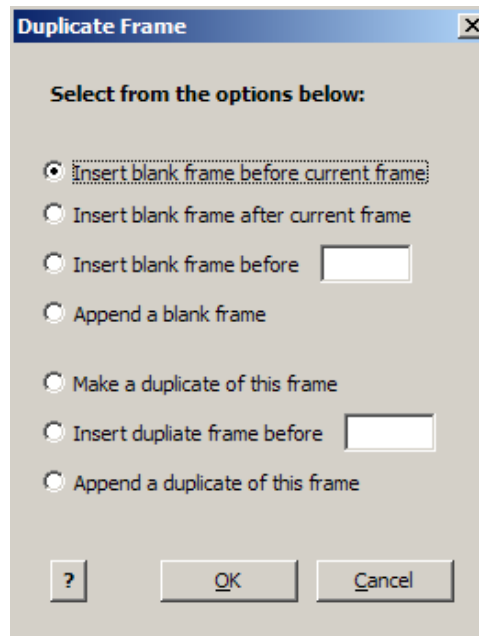 Duplicate Frame
Select from the options below:
Insert blank frame before current frame
Insert blank frame after current frame
Insert blank frame before
Append a blank frame
Make a duplicate of this frame
Insert dupliate frame before
Append a duplicate of this frame
? OK Cancel